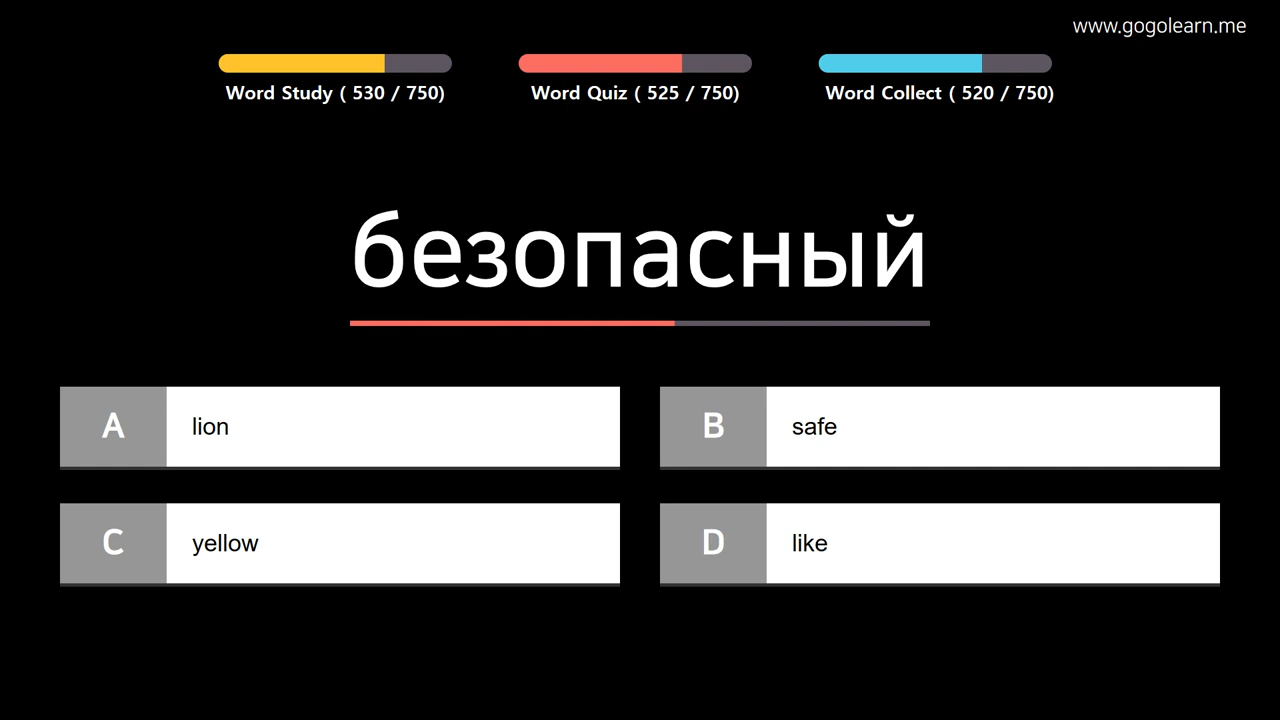 www.gogolearn.me
Word Study ( 530 / 750)
Word Quiz ( 525 / 750)
Word Collect ( 520 / 750)
безопасный
A lion
B safe
C yellow
D like